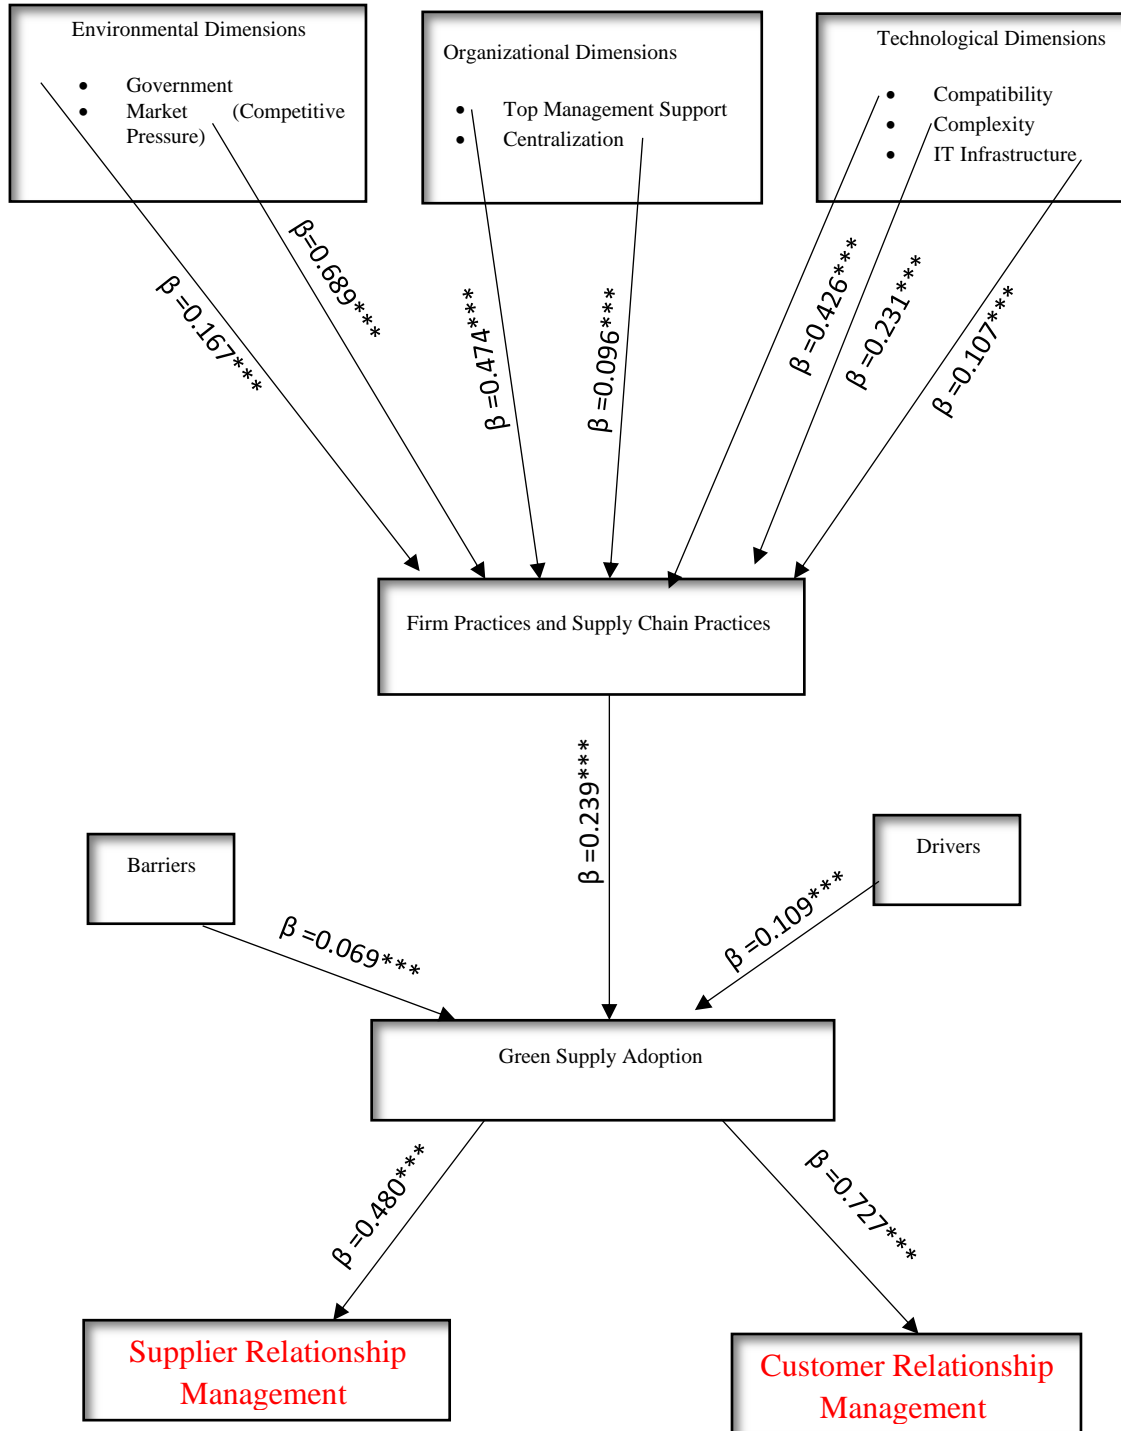 Environmental Dimensions
• Government
• Market (Competitive
Pressure)
Organizational Dimensions
• Top Management Support
• Centralization
Technological Dimensions
• Compatibility
• Complexity
• IT Infrastructure
β =0.167***
β=0.689***
β =0.474***
β =0.096***
β =0.426***
β =0.231***
β =0.107***
Firm Practices and Supply Chain Practices
β =0.239***
Barriers
Drivers
β =0.069***
β =0.109***
Green Supply Adoption
β =0.480***
β =0.727***
Supplier Relationship
Management
Customer Relationship
Management